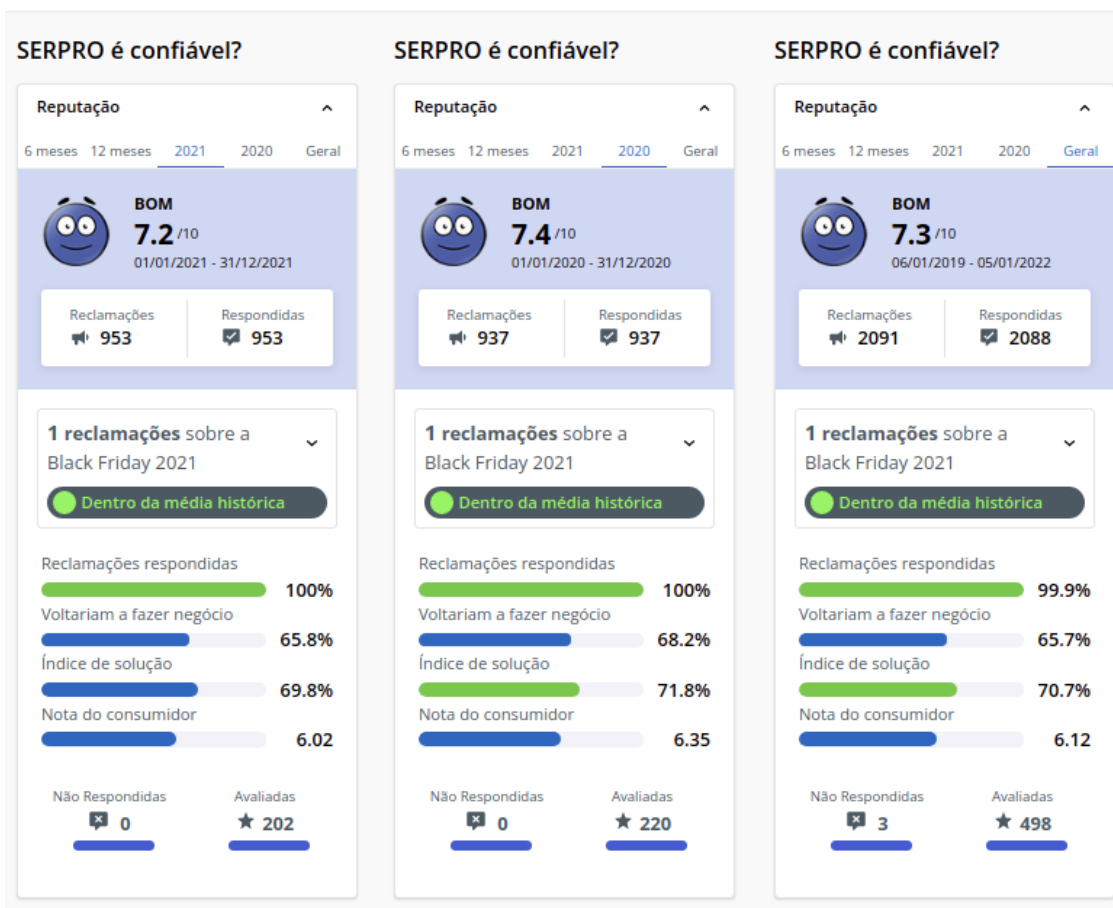 SERPRO é confiável?
Reputação
6 meses 12 meses 2021 2020 Geral
BOM
7.2 /10
01/01/2021 - 31/12/2021
Reclamações Respondidas
953 953
1 reclamações sobre a
Black Friday 2021
Dentro da média histórica
Reclamações respondidas
100%
Voltariam a fazer negócio
65.8%
Índice de solução
69.8%
Nota do consumidor
6.02
Não Respondidas Avaliadas
0 202
SERPRO é confiável?
Reputação
6 meses 12 meses 2021 2020 Geral
BOM
7.4 /10
01/01/2020 - 31/12/2020
Reclamações Respondidas
937 937
1 reclamações sobre a
Black Friday 2021
Dentro da média histórica
Reclamações respondidas
100%
Voltariam a fazer negócio
68.2%
Índice de solução
71.8%
Nota do consumidor
6.35
Não Respondidas Avaliadas
0 220
SERPRO é confiável?
Reputação
6 meses 12 meses 2021 2020 Geral
BOM
7.3 /10
06/01/2019 - 05/01/2022
Reclamações Respondidas
2091 2088
1 reclamações sobre a
Black Friday 2021
Dentro da média histórica
Reclamações respondidas
99.9%
Voltariam a fazer negócio
65.7%
Índice de solução
70.7%
Nota do consumidor
6.12
Não Respondidas Avaliadas
3 498